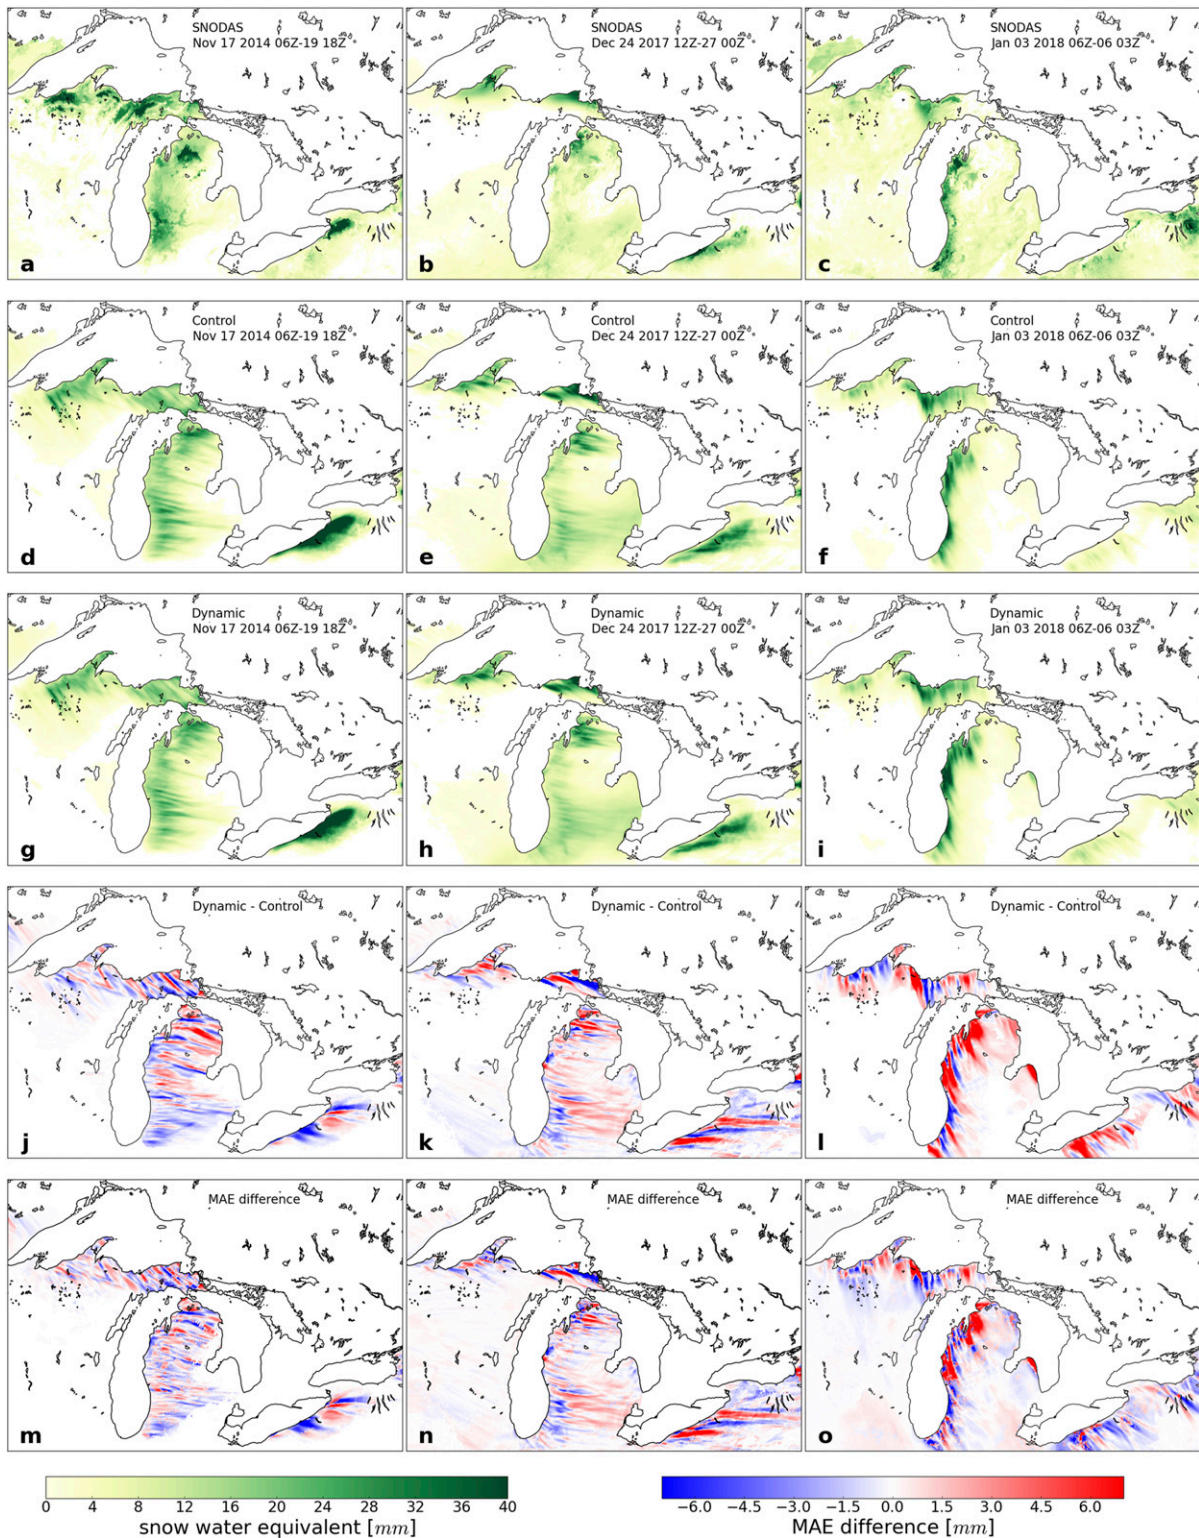 SNODAS
Nov 17 2014 06Z-19 18Z
a
SNODAS
Dec 24 2017 12Z-27 00Z
b
SNODAS
Jan 03 2018 06Z-06 03Z
c
Control
Nov 17 2014 06Z-19 18Z
d
Control
Dec 24 2017 12Z-27 00Z
e
Control
Jan 03 2018 06Z-06 03Z
f
Dynamic
Nov 17 2014 06Z-19 18Z
g
Dynamic
Dec 24 2017 12Z-27 00Z
h
Dynamic
Jan 03 2018 06Z-06 03Z
i
Dynamic - Control
j
Dynamic - Control
k
Dynamic - Control
l
MAE difference
m
MAE difference
n
MAE difference
o
0 4 8 12 16 20 24 28 32 36 40
snow water equivalent [mm]
−6.0 −4.5 −3.0 −1.5 0.0 1.5 3.0 4.5 6.0
MAE difference [mm]